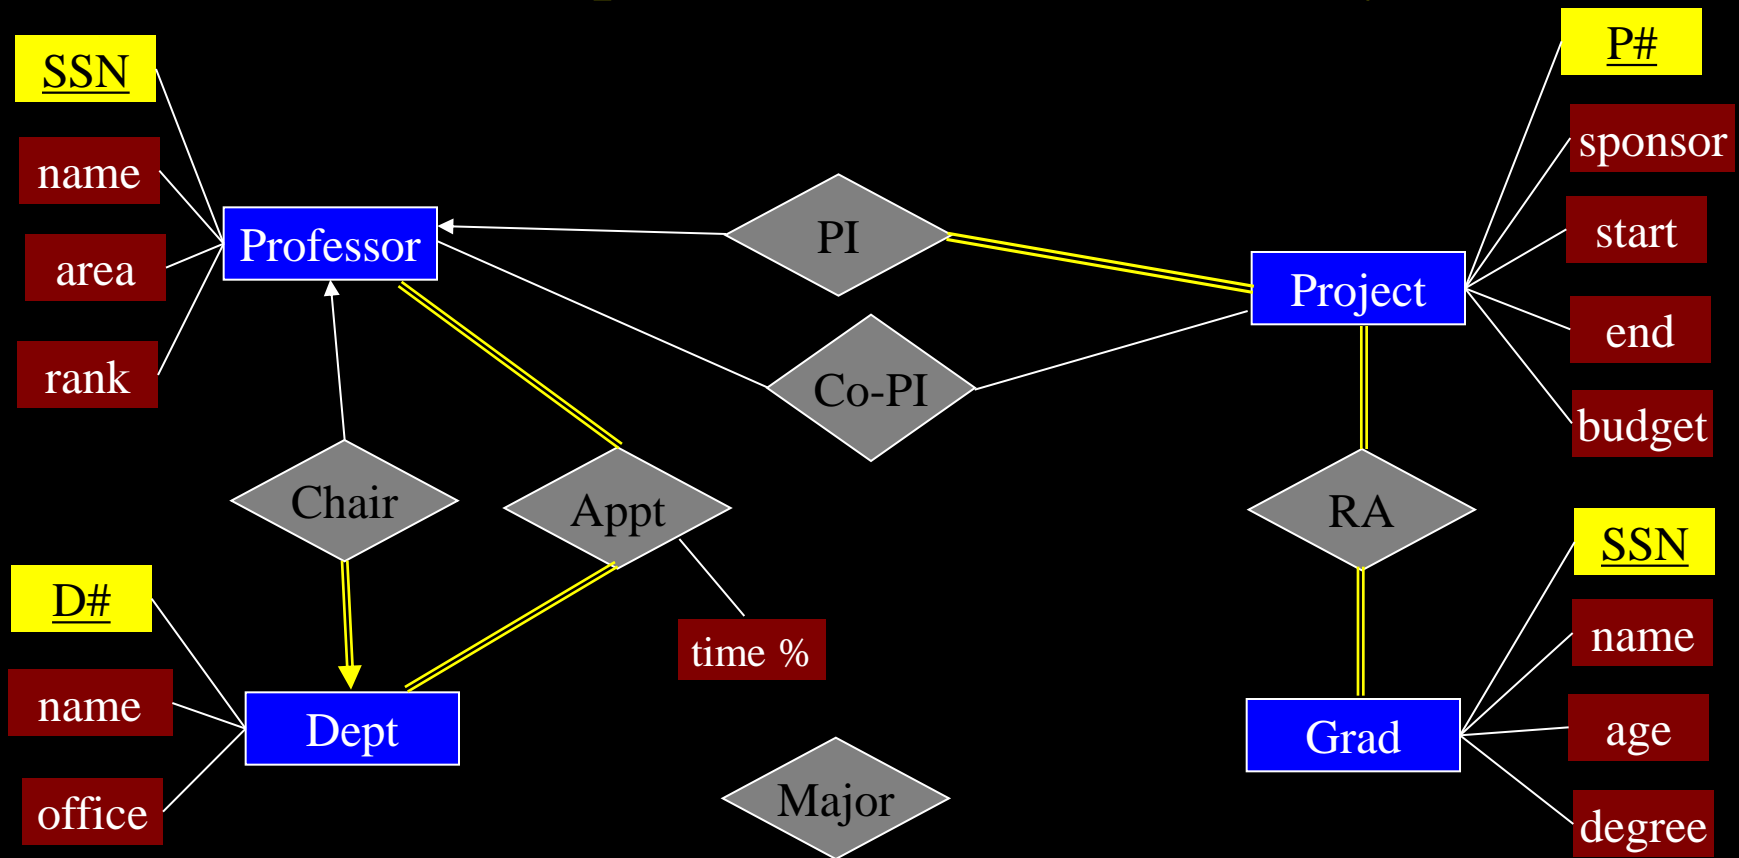 SSN
name
area
rank
Professor
PI
Co-PI
Project
P#
sponsor
start
end
budget
Chair
Appt
time %
RA
D#
name
office
Dept
Major
Grad
SSN
name
age
degree